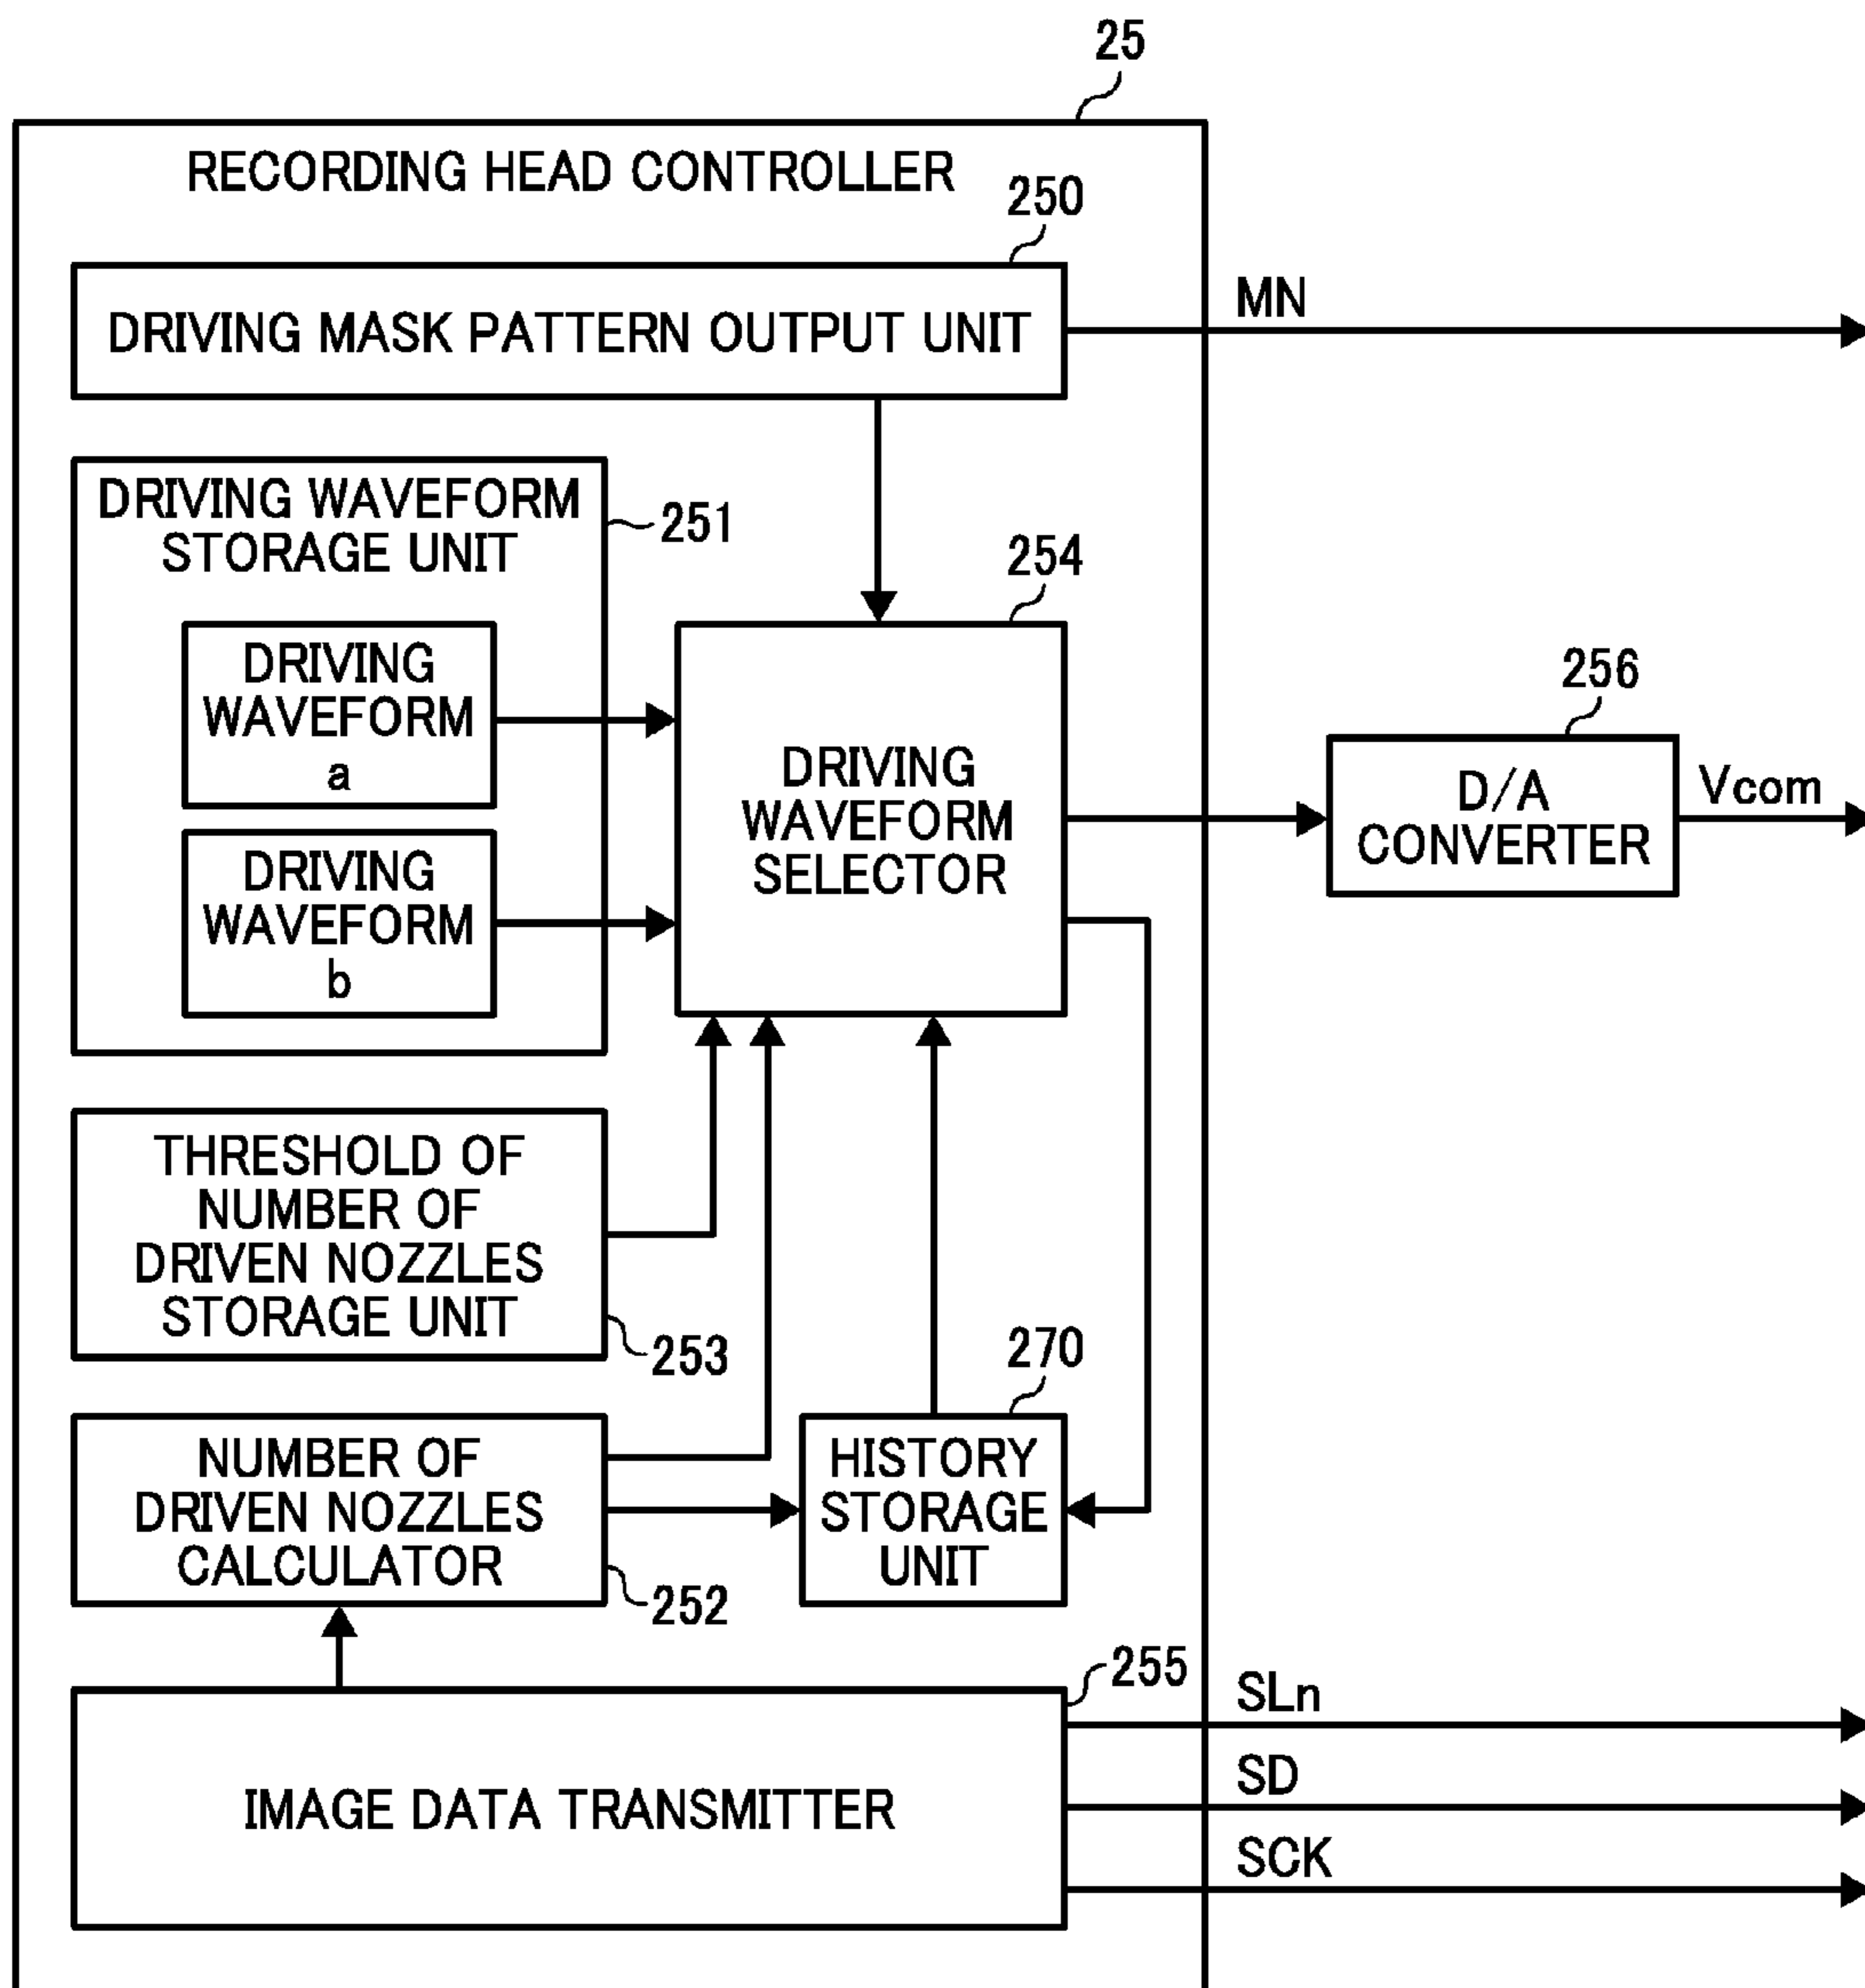 25
RECORDING HEAD CONTROLLER
250
DRIVING MASK PATTERN OUTPUT UNIT
MN
DRIVING WAVEFORM
STORAGE UNIT
251
DRIVING
WAVEFORM
a
DRIVING
WAVEFORM
b
254
DRIVING
WAVEFORM
SELECTOR
256
D/A
CONVERTER
Vcom
THRESHOLD OF
NUMBER OF
DRIVEN NOZZLES
STORAGE UNIT
253
NUMBER OF
DRIVEN NOZZLES
CALCULATOR
252
270
HISTORY
STORAGE
UNIT
255
IMAGE DATA TRANSMITTER
SLn
SD
SCK